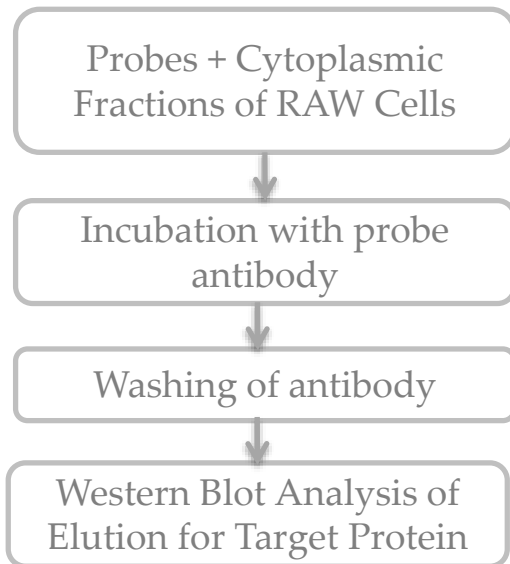 Probes + Cytoplasmic
Fractions of RAW Cells
Incubation with probe
antibody
Washing of antibody
Western Blot Analysis of
Elution for Target Protein